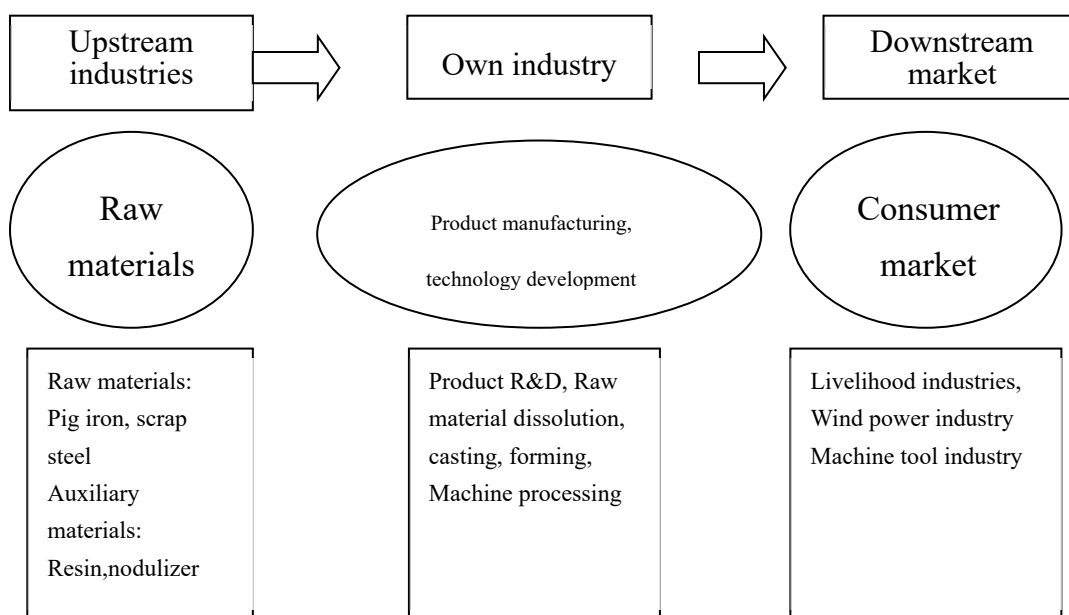 Upstream
industries
Own industry
Downstream
market
Raw
materials
Product manufacturing,
technology development
Consumer
market
Raw materials:
Pig iron, scrap
steel
Auxiliary
materials:
Resin,nodulizer
Product R&D, Raw
material dissolution,
casting, forming,
Machine processing
Livelihood industries,
Wind power industry
Machine tool industry